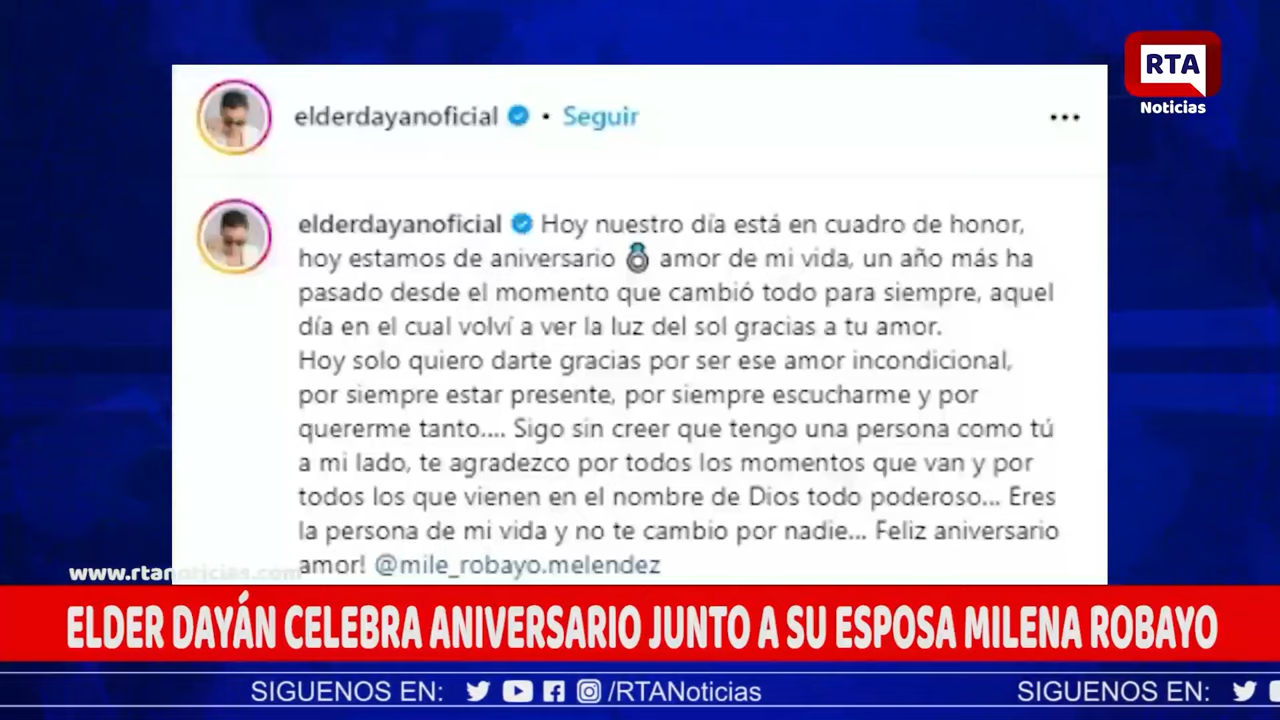 RTA
Noticias
elderdayanoficial • Seguir
elderdayanoficial Hoy nuestro día está en cuadro de honor,
hoy estamos de aniversario 💍 amor de mi vida, un año más ha
pasado desde el momento que cambió todo para siempre, aquel
día en el cual volví a ver la luz del sol gracias a tu amor.
Hoy solo quiero darte gracias por ser ese amor incondicional,
por siempre estar presente, por siempre escucharme y por
quererme tanto.... Sigo sin creer que tengo una persona como tú
a mi lado, te agradezco por todos los momentos que van y por
todos los que vienen en el nombre de Dios todo poderoso... Eres
la persona de mi vida y no te cambio por nadie... Feliz aniversario
amor! @mile_robayo.melendez
www.rtanoticias.com
ELDER DAYÁN CELEBRA ANIVERSARIO JUNTO A SU ESPOSA MILENA ROBAYO
SIGUENOS EN: /RTANoticias SIGUENOS EN: